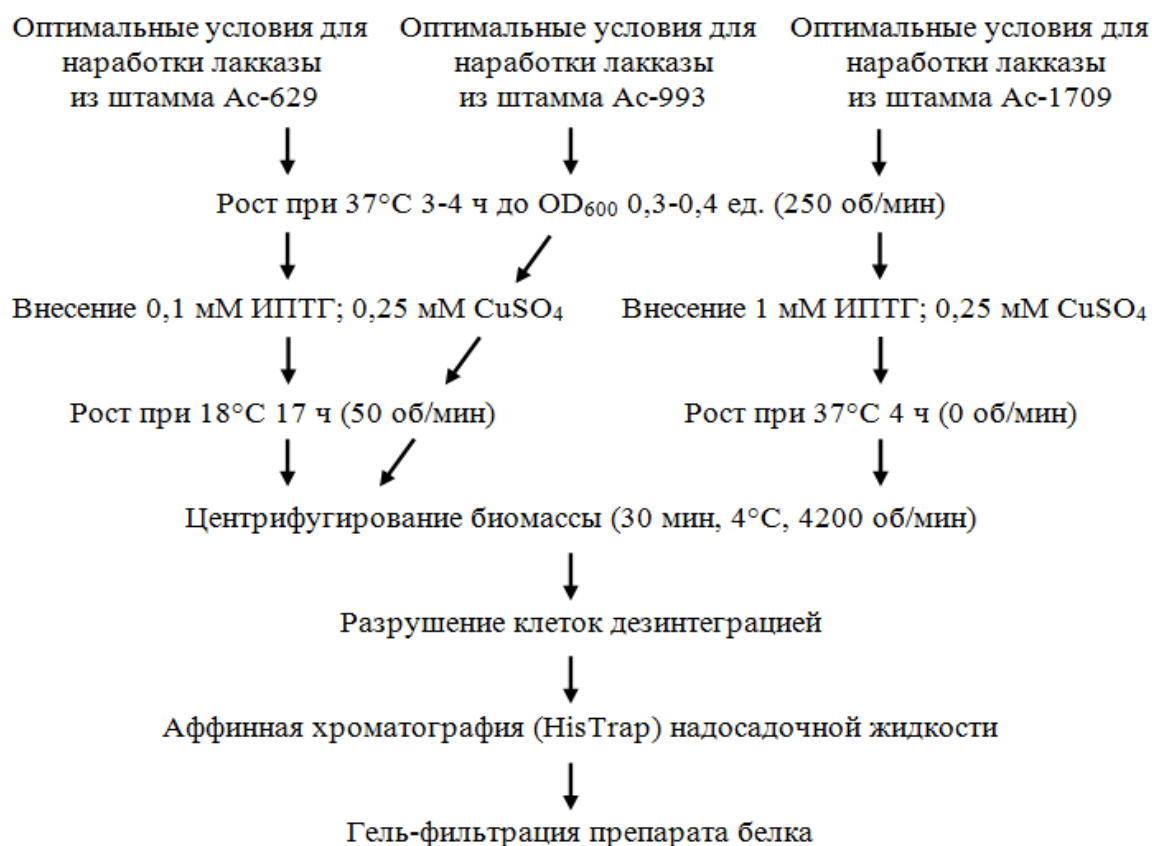 Оптимальные условия для
наработки лакказы
из штамма Ас-629
Оптимальные условия для
наработки лакказы
из штамма Ас-993
Оптимальные условия для
наработки лакказы
из штамма Ас-1709
Рост при 37°С 3-4 ч до OD₆₀₀ 0,3-0,4 ед. (250 об/мин)
Внесение 0,1 мМ ИПТГ; 0,25 мМ CuSO₄
Внесение 1 мМ ИПТГ; 0,25 мМ CuSO₄
Рост при 18°С 17 ч (50 об/мин)
Рост при 37°С 4 ч (0 об/мин)
Центрифугирование биомассы (30 мин, 4°С, 4200 об/мин)
Разрушение клеток дезинтеграцией
Аффинная хроматография (HisTrap) надосадочной жидкости
Гель-фильтрация препарата белка